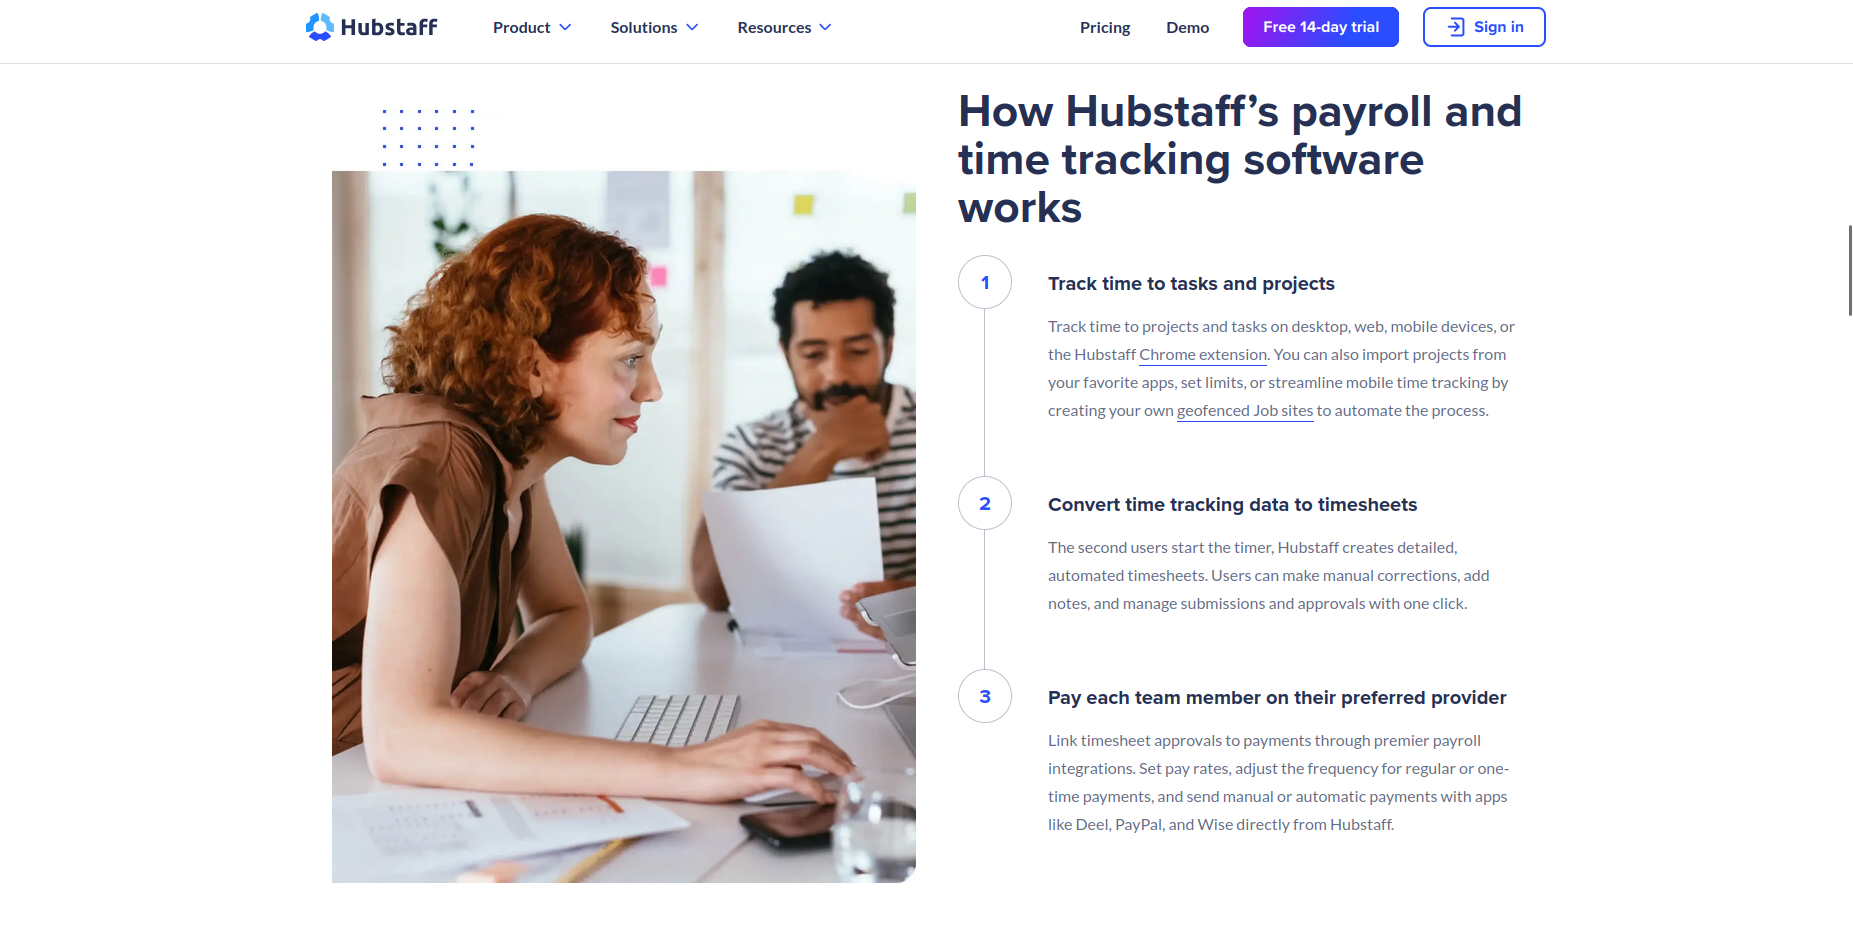 Hubstaff
Product
Solutions
Resources
Pricing
Demo
Free 14-day trial
Sign in
How Hubstaff’s payroll and
time tracking software
works
1
Track time to tasks and projects
Track time to projects and tasks on desktop, web, mobile devices, or
the Hubstaff Chrome extension. You can also import projects from
your favorite apps, set limits, or streamline mobile time tracking by
creating your own geofenced Job sites to automate the process.
2
Convert time tracking data to timesheets
The second users start the timer, Hubstaff creates detailed,
automated timesheets. Users can make manual corrections, add
notes, and manage submissions and approvals with one click.
3
Pay each team member on their preferred provider
Link timesheet approvals to payments through premier payroll
integrations. Set pay rates, adjust the frequency for regular or one-
time payments, and send manual or automatic payments with apps
like Deel, PayPal, and Wise directly from Hubstaff.